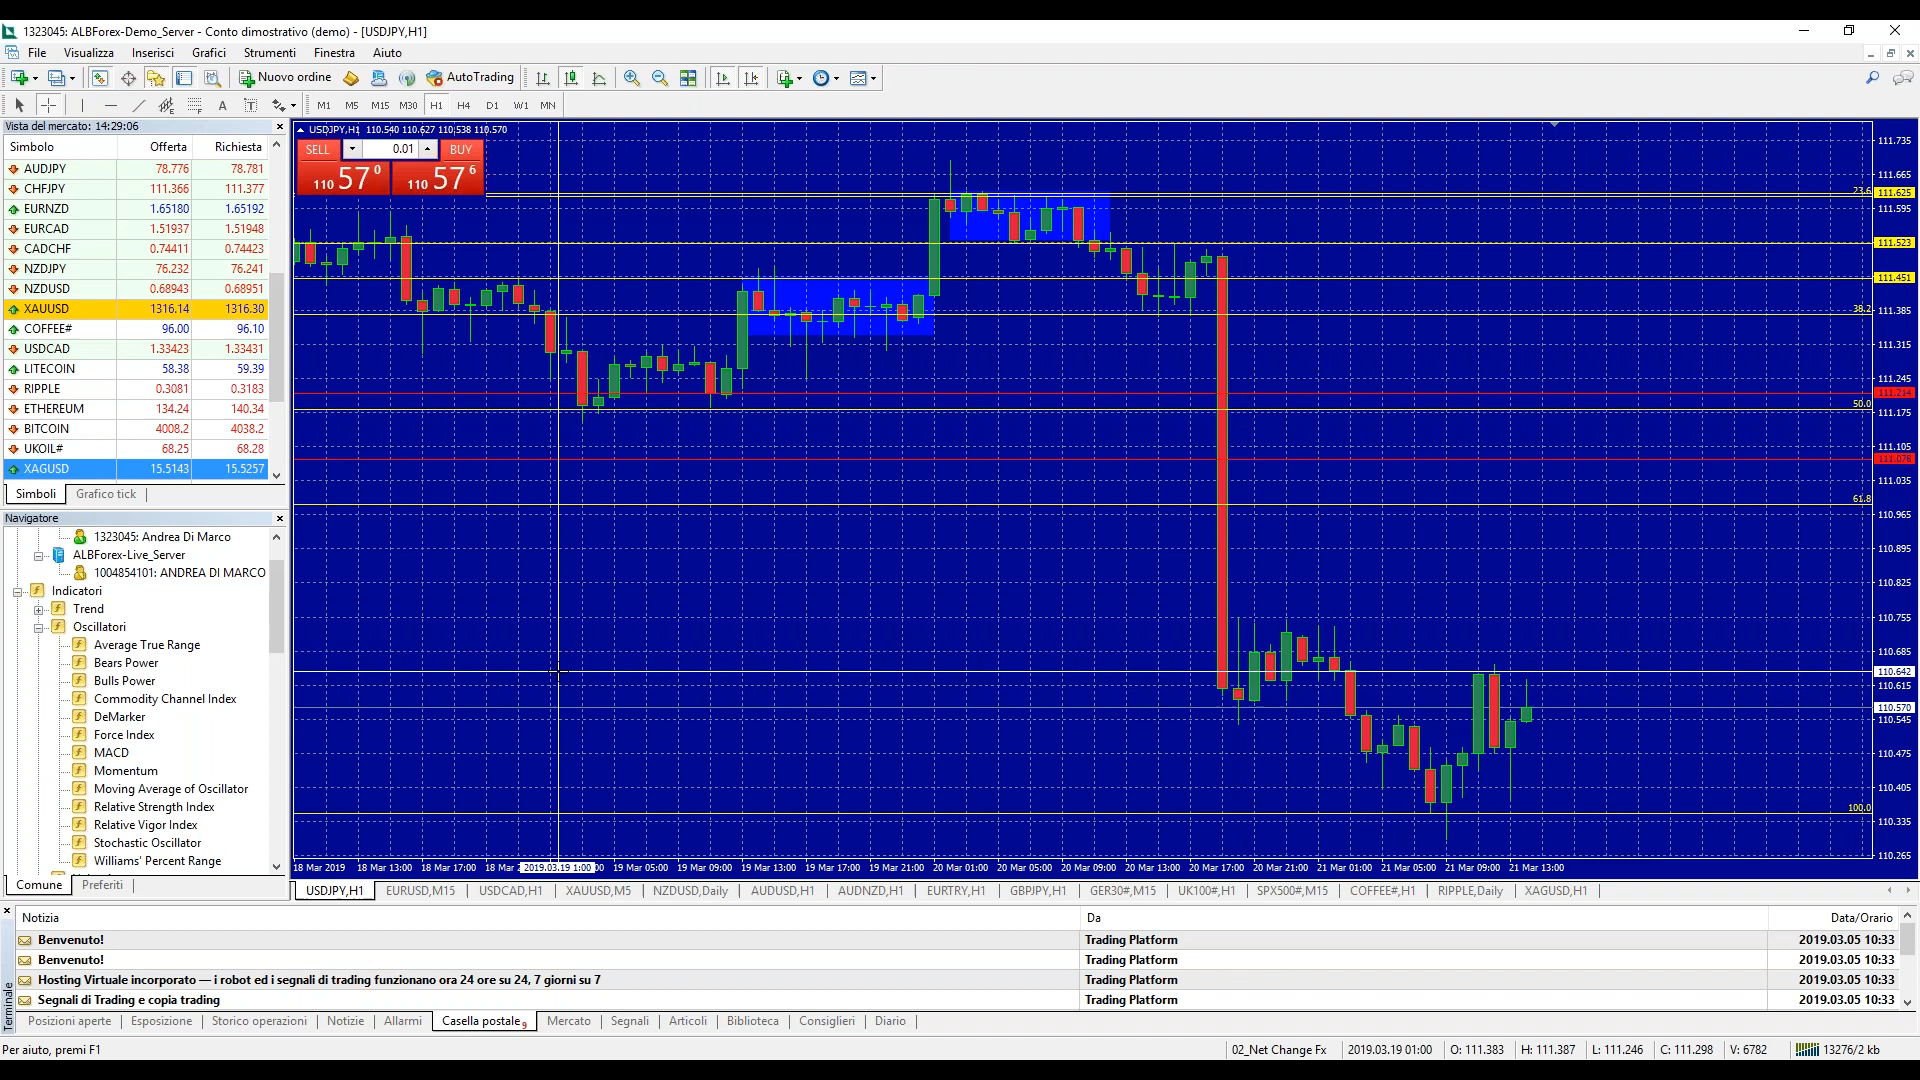 1323045: ALBForex-Demo_Server - Conto dimostrativo (demo) - [USDJPY,H1]
File Visualizza Inserisci Grafici Strumenti Finestra Aiuto
Nuovo ordine AutoTrading
M1 M5 M15 M30 H1 H4 D1 W1 MN
Vista del mercato: 14:29:06
Simbolo Offerta Richiesta
AUDJPY 78.776 78.781
CHFJPY 111.366 111.377
EURNZD 1.65180 1.65192
EURCAD 1.51937 1.51948
CADCHF 0.74411 0.74423
NZDJPY 76.232 76.241
NZDUSD 0.68943 0.68951
XAUUSD 1316.14 1316.30
COFFEE# 96.00 96.10
USDCAD 1.33423 1.33431
LITECOIN 58.38 59.39
RIPPLE 0.3081 0.3183
ETHEREUM 134.24 140.34
BITCOIN 4008.2 4038.2
UKOIL# 68.25 68.28
XAGUSD 15.5143 15.5257
Simboli Grafico tick
Navigatore
1323045: Andrea Di Marco
ALBForex-Live_Server
1004854101: ANDREA DI MARCO
Indicatori
Trend
Oscillatori
Average True Range
Bears Power
Bulls Power
Commodity Channel Index
DeMarker
Force Index
MACD
Momentum
Moving Average of Oscillator
Relative Strength Index
Relative Vigor Index
Stochastic Oscillator
Williams' Percent Range
Comune Preferiti
USDJPY,H1 110.540 110.627 110.538 110.570
SELL 0.01 BUY
110 57 0 110 57 6
111.735
111.665
23.6 111.625
111.595
111.523
111.451
38.2 111.385
111.315
111.245
111.214
50.0
111.175
111.105
111.078
111.035
61.8
110.965
110.895
110.825
110.755
110.685
110.642
110.615
110.570
110.545
110.475
110.405
100.0
110.335
110.265
18 Mar 2019 18 Mar 13:00 18 Mar 17:00 18 Mar 2019.03.19 1:00 19 Mar 05:00 19 Mar 09:00 19 Mar 13:00 19 Mar 17:00 19 Mar 21:00 20 Mar 01:00 20 Mar 05:00 20 Mar 09:00 20 Mar 13:00 20 Mar 17:00 20 Mar 21:00 21 Mar 01:00 21 Mar 05:00 21 Mar 09:00 21 Mar 13:00
USDJPY,H1 EURUSD,M15 USDCAD,H1 XAUUSD,M5 NZDUSD,Daily AUDUSD,H1 AUDNZD,H1 EURTRY,H1 GBPJPY,H1 GER30#,M15 UK100#,H1 SPX500#,M15 COFFEE#,H1 RIPPLE,Daily XAGUSD,H1
Notizia Da Data/Orario
Benvenuto! Trading Platform 2019.03.05 10:33
Benvenuto! Trading Platform 2019.03.05 10:33
Hosting Virtuale incorporato — i robot ed i segnali di trading funzionano ora 24 ore su 24, 7 giorni su 7 Trading Platform 2019.03.05 10:33
Segnali di Trading e copia trading Trading Platform 2019.03.05 10:33
Terminale
Posizioni aperte Esposizione Storico operazioni Notizie Allarmi Casella postale 9 Mercato Segnali Articoli Biblioteca Consiglieri Diario
Per aiuto, premi F1 02_Net Change Fx 2019.03.19 01:00 O: 111.383 H: 111.387 L: 111.246 C: 111.298 V: 6782 13276/2 kb